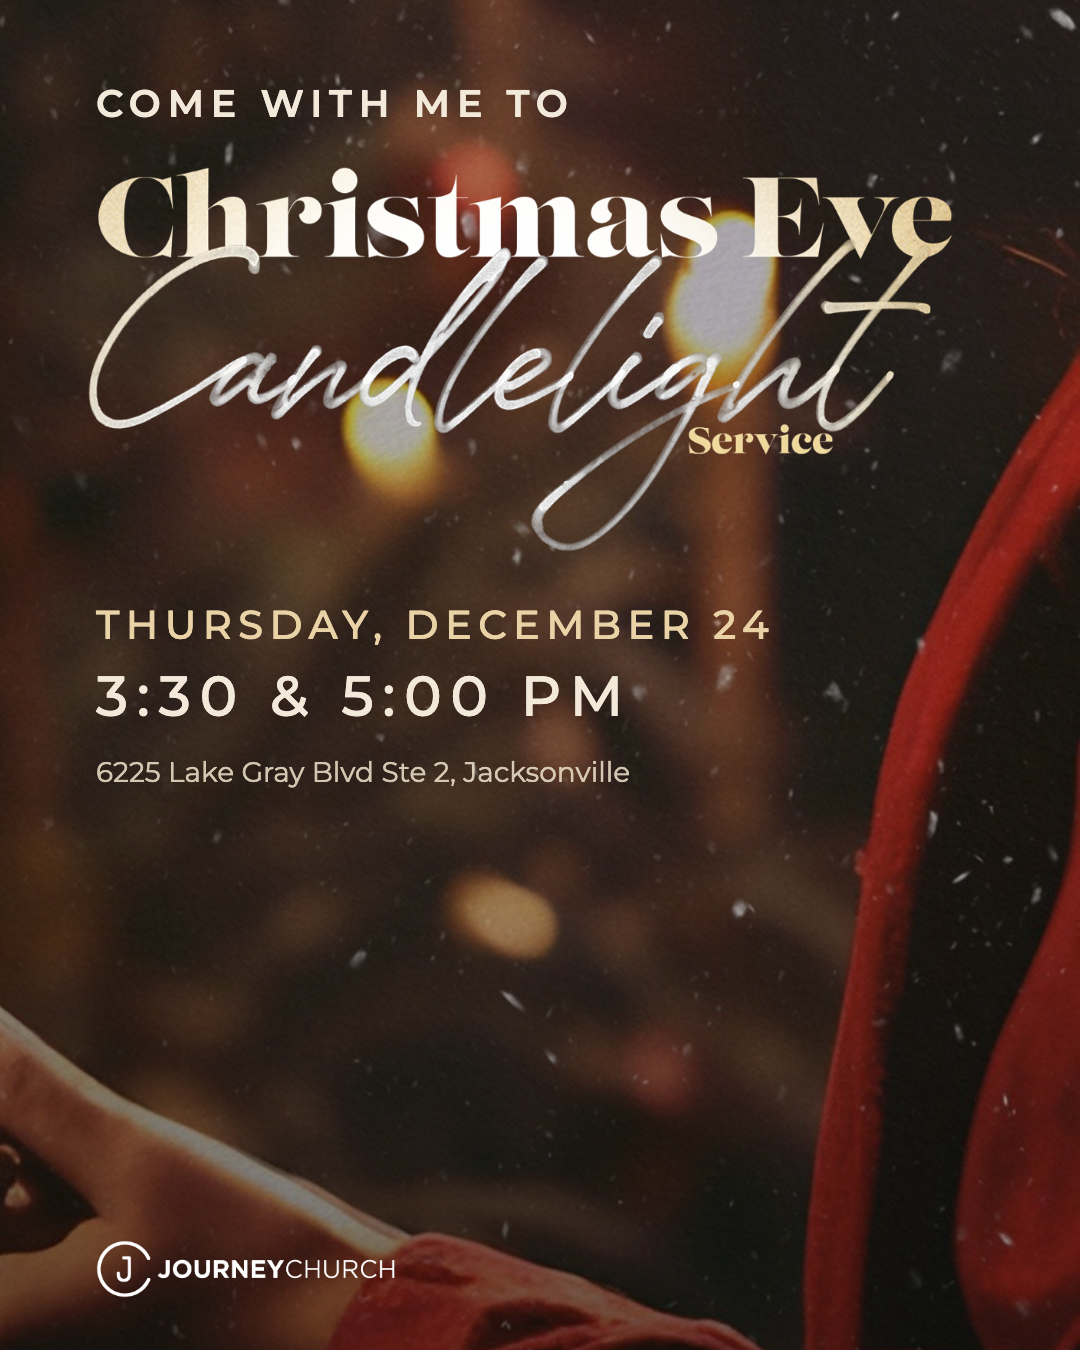 COME WITH ME TO
Christmas Eve
Candlelight
Service
THURSDAY, DECEMBER 24
3:30 & 5:00 PM
6225 Lake Gray Blvd Ste 2, Jacksonville
J JOURNEYCHURCH